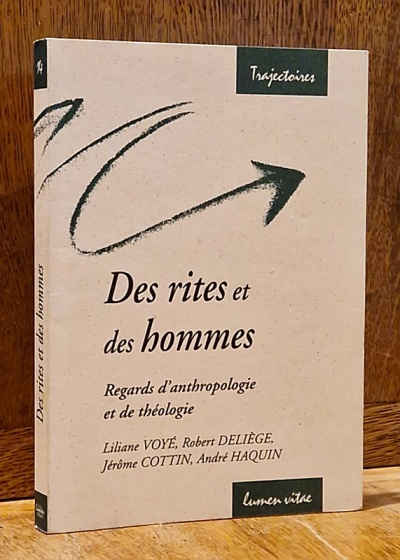 Trajectoires
Des rites et
des hommes
Regards d'anthropologie
et de théologie
Liliane VOYÉ, Robert DELIÈGE,
Jérôme COTTIN, André HAQUIN
lumen vitae
14
Des rites et des hommes